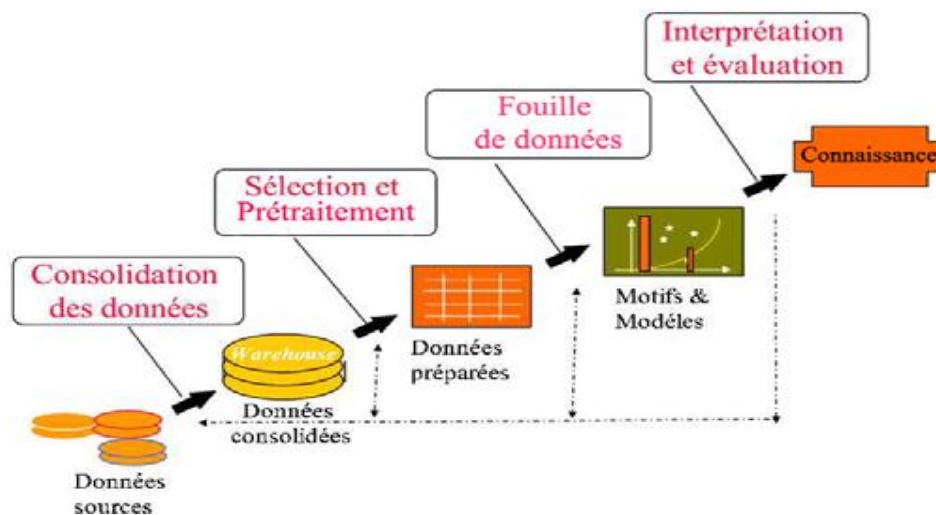 Interprétation
et évaluation
Fouille
de données
Connaissance
Sélection et
Prétraitement
Consolidation
des données
Motifs &
Modéles
Données
préparées
Warehouse
Données
consolidées
Données
sources